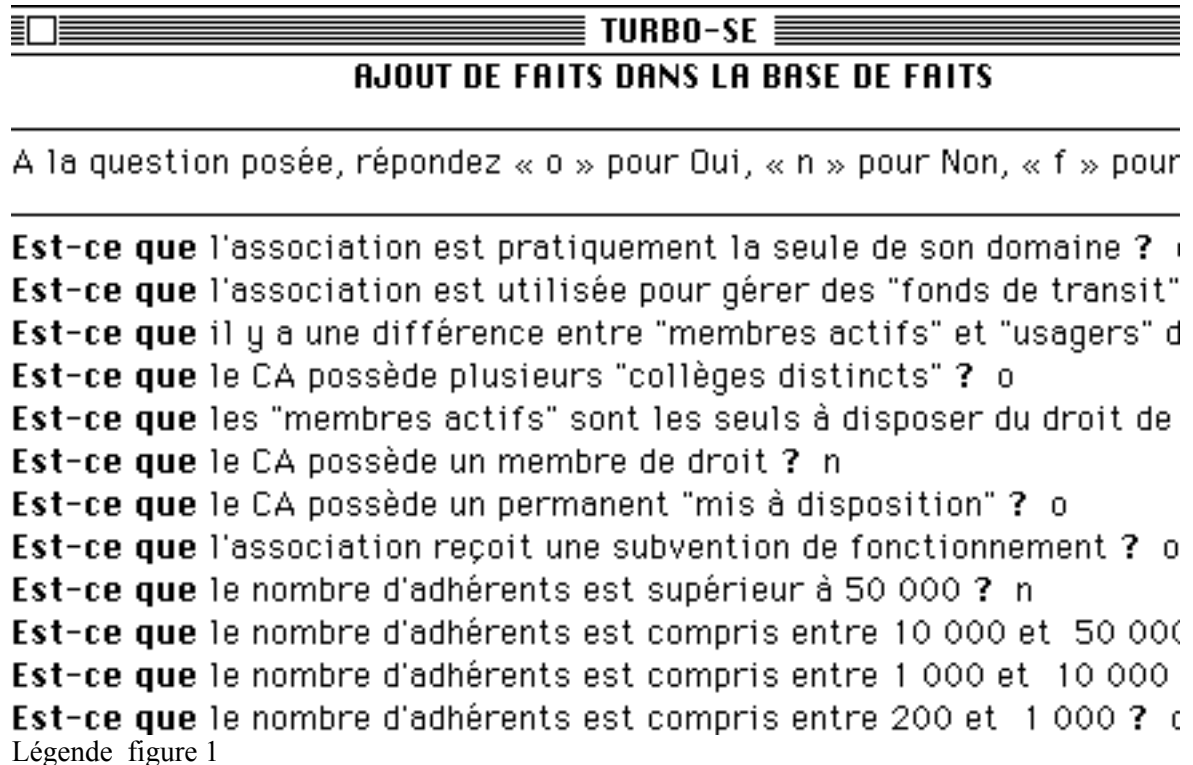 TURBO-SE
AJOUT DE FAITS DANS LA BASE DE FAITS
A la question posée, répondez « o » pour Oui, « n » pour Non, « f » pour
Est-ce que l'association est pratiquement la seule de son domaine ?
Est-ce que l'association est utilisée pour gérer des "fonds de transit"
Est-ce que il y a une différence entre "membres actifs" et "usagers"
Est-ce que le CA possède plusieurs "collèges distincts" ? o
Est-ce que les "membres actifs" sont les seuls à disposer du droit de
Est-ce que le CA possède un membre de droit ? n
Est-ce que le CA possède un permanent "mis à disposition" ? o
Est-ce que l'association reçoit une subvention de fonctionnement ? o
Est-ce que le nombre d'adhérents est supérieur à 50 000 ? n
Est-ce que le nombre d'adhérents est compris entre 10 000 et 50 000
Est-ce que le nombre d'adhérents est compris entre 1 000 et 10 000
Est-ce que le nombre d'adhérents est compris entre 200 et 1 000 ?
Légende figure 1